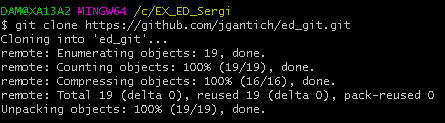 DAM@XA13A2 MINGW64 /c/EX_ED_Sergi
$ git clone https://github.com/jgantich/ed_git.git
Cloning into 'ed_git'...
remote: Enumerating objects: 19, done.
remote: Counting objects: 100% (19/19), done.
remote: Compressing objects: 100% (16/16), done.
remote: Total 19 (delta 0), reused 19 (delta 0), pack-reused 0
Unpacking objects: 100% (19/19), done.